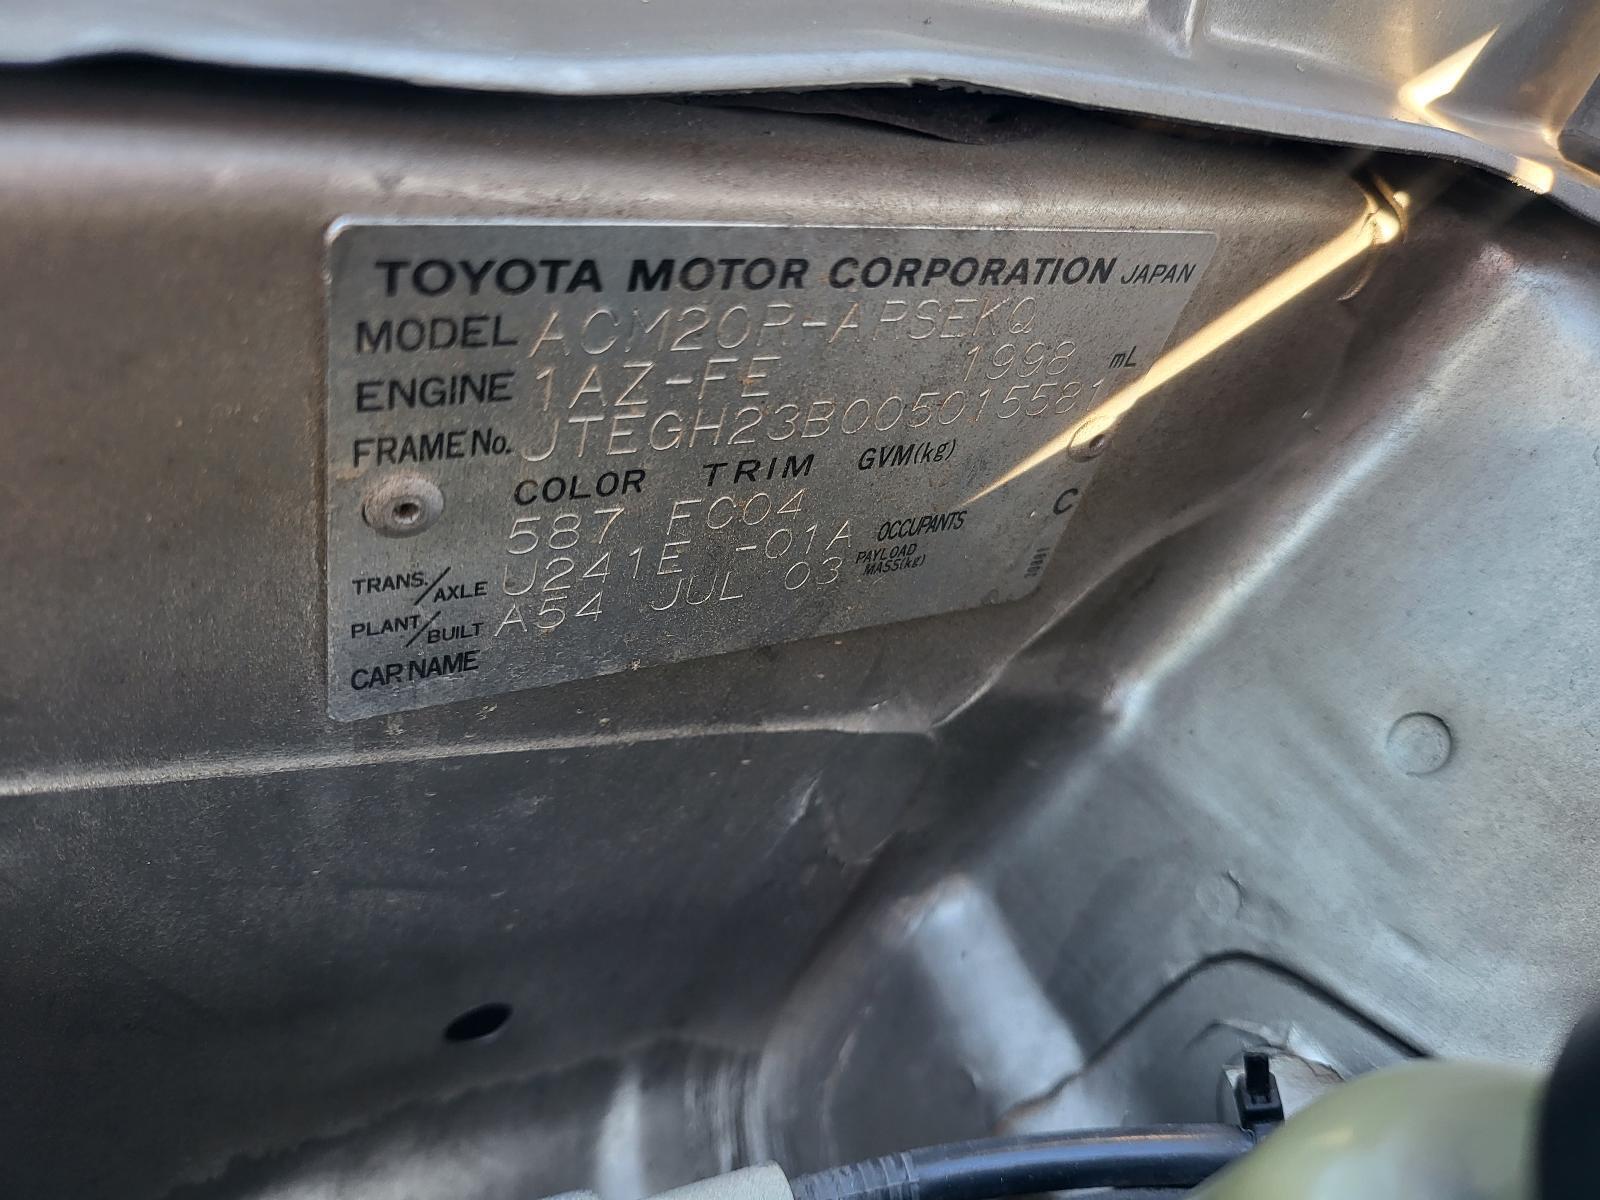 TOYOTA MOTOR CORPORATION JAPAN
MODEL ACM20R-APSEKQ
ENGINE 1AZ-FE 1998 mL
FRAME No. JTEGH23B005015581
COLOR TRIM GVM(kg)
587 FC04 C
TRANS./AXLE U241E -01A OCCUPANTS
PLANT/BUILT A54 JUL 03 PAYLOAD MASS(kg)
CAR NAME